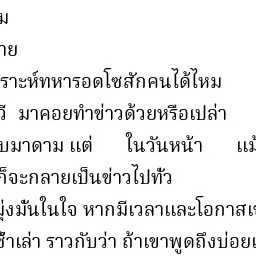 ม
าย
ราะห์ทหารอดโซสักคนได้ไหม
วี มาคอยทำข่าวด้วยหรือเปล่า
บมาดาม แต่ ในวันหน้า แม้
ก็จะกลายเป็นข่าวไปทั่ว
มุ่งมั่นในใจ หากมีเวลาและโอกาสเ
ซ้ำเล่า ราวกับว่า ถ้าเขาพูดถึงบ่อยเ